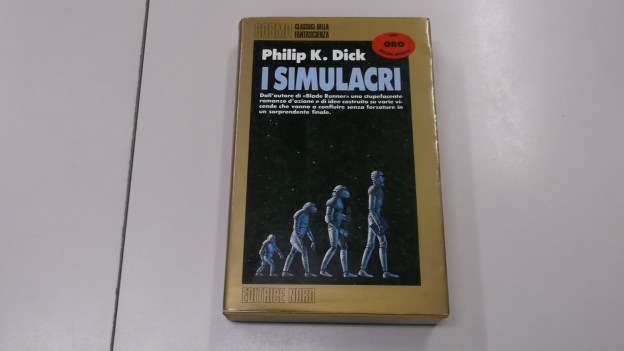 COSMO CLASSICI DELLA
FANTASCIENZA
ORO
Philip K. Dick
I SIMULACRI
Dall'autore di «Blade Runner» uno stupefacente
romanzo d'azione e di idee costruito su varie vi-
cende che vanno a confluire senza forzature in
un sorprendente finale.
EDITRICE NORD